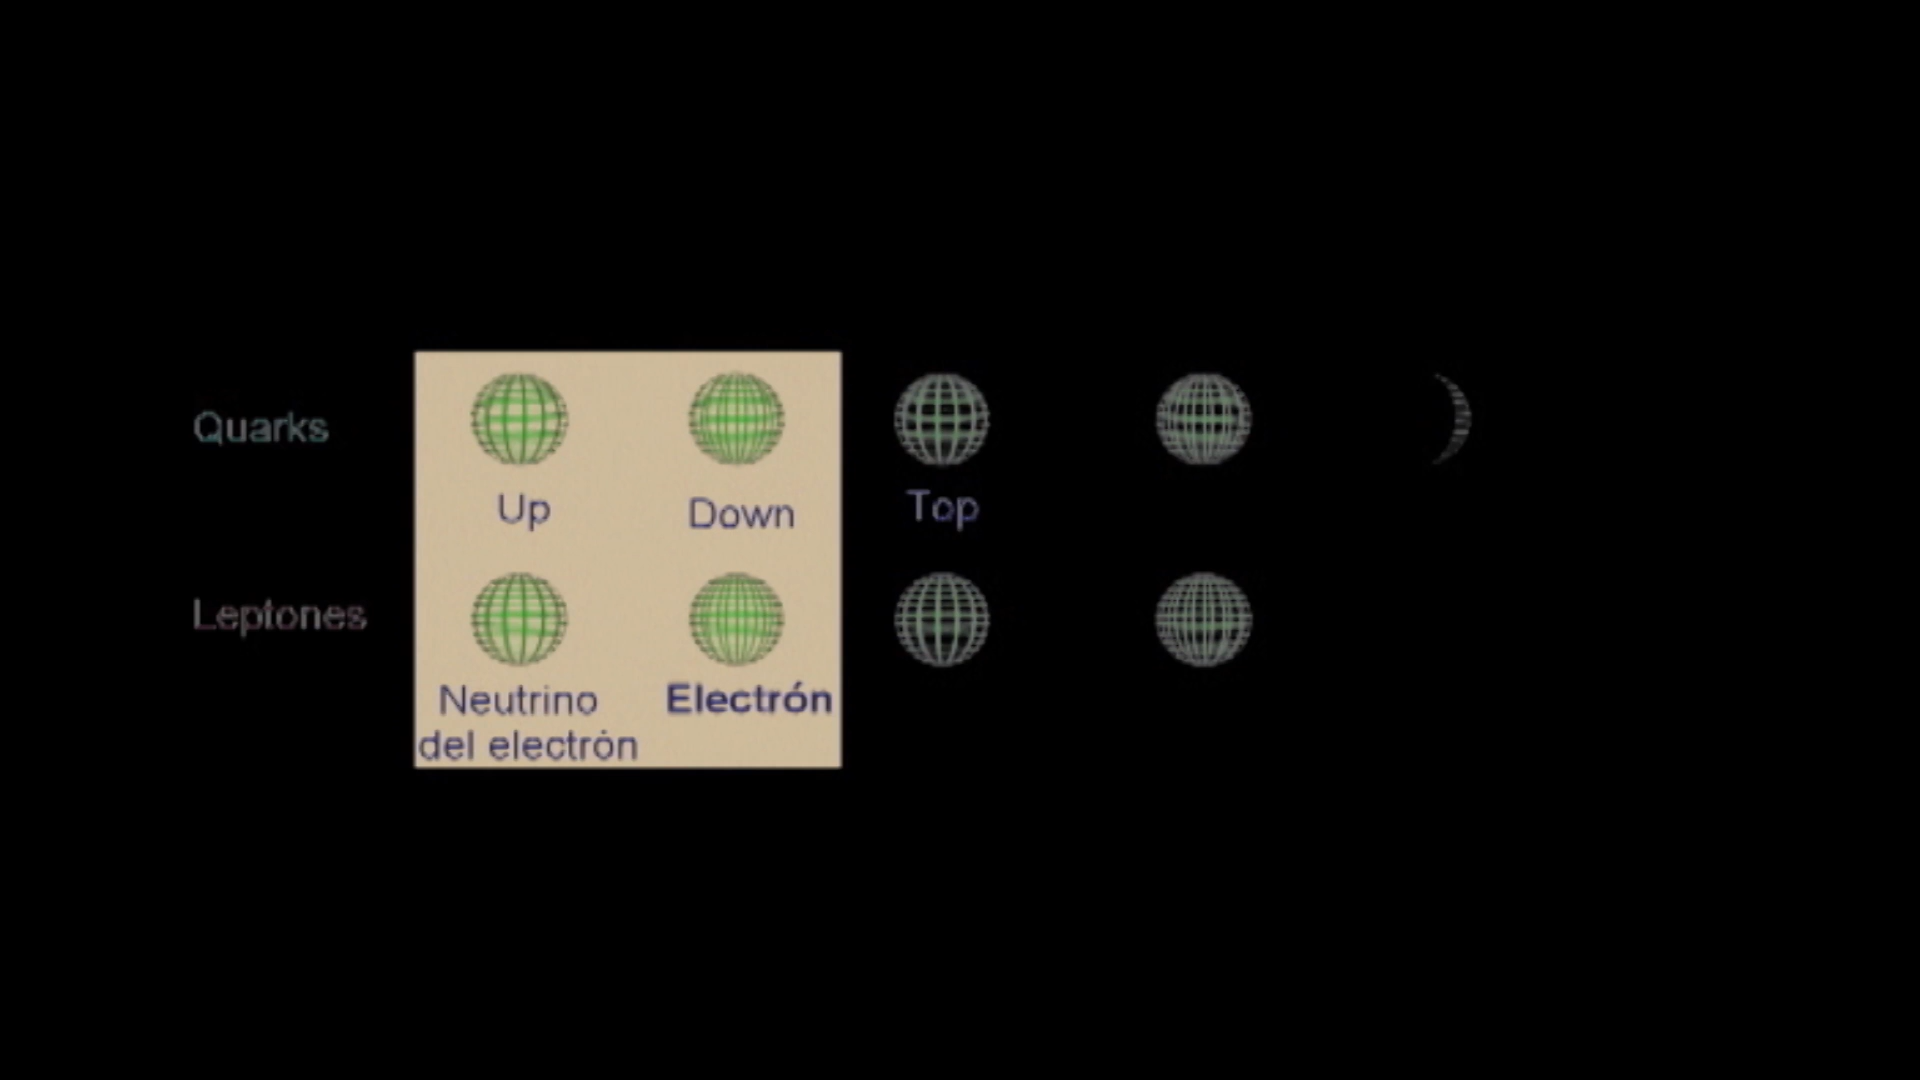 Quarks
Up
Down
Top
Leptones
Neutrino
del electrón
Electrón